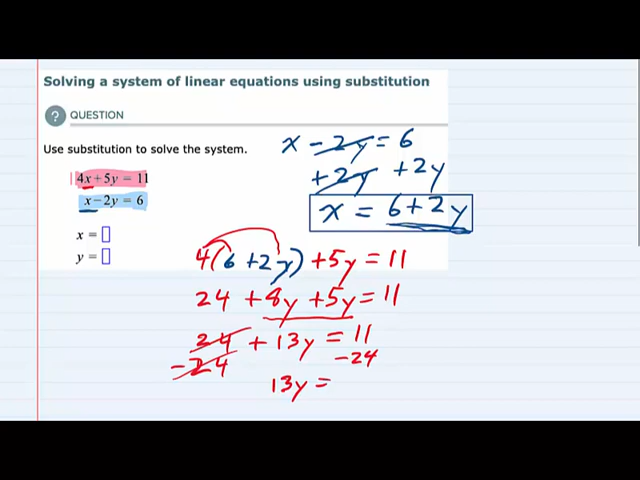 Solving a system of linear equations using substitution
? QUESTION
Use substitution to solve the system.
4x + 5y = 11
x − 2y = 6
x =
y =
x - 2y = 6
+2y +2y
x = 6 + 2y
4(6 + 2y) + 5y = 11
24 + 8y + 5y = 11
24 + 13y = 11
-24 -24
13y =